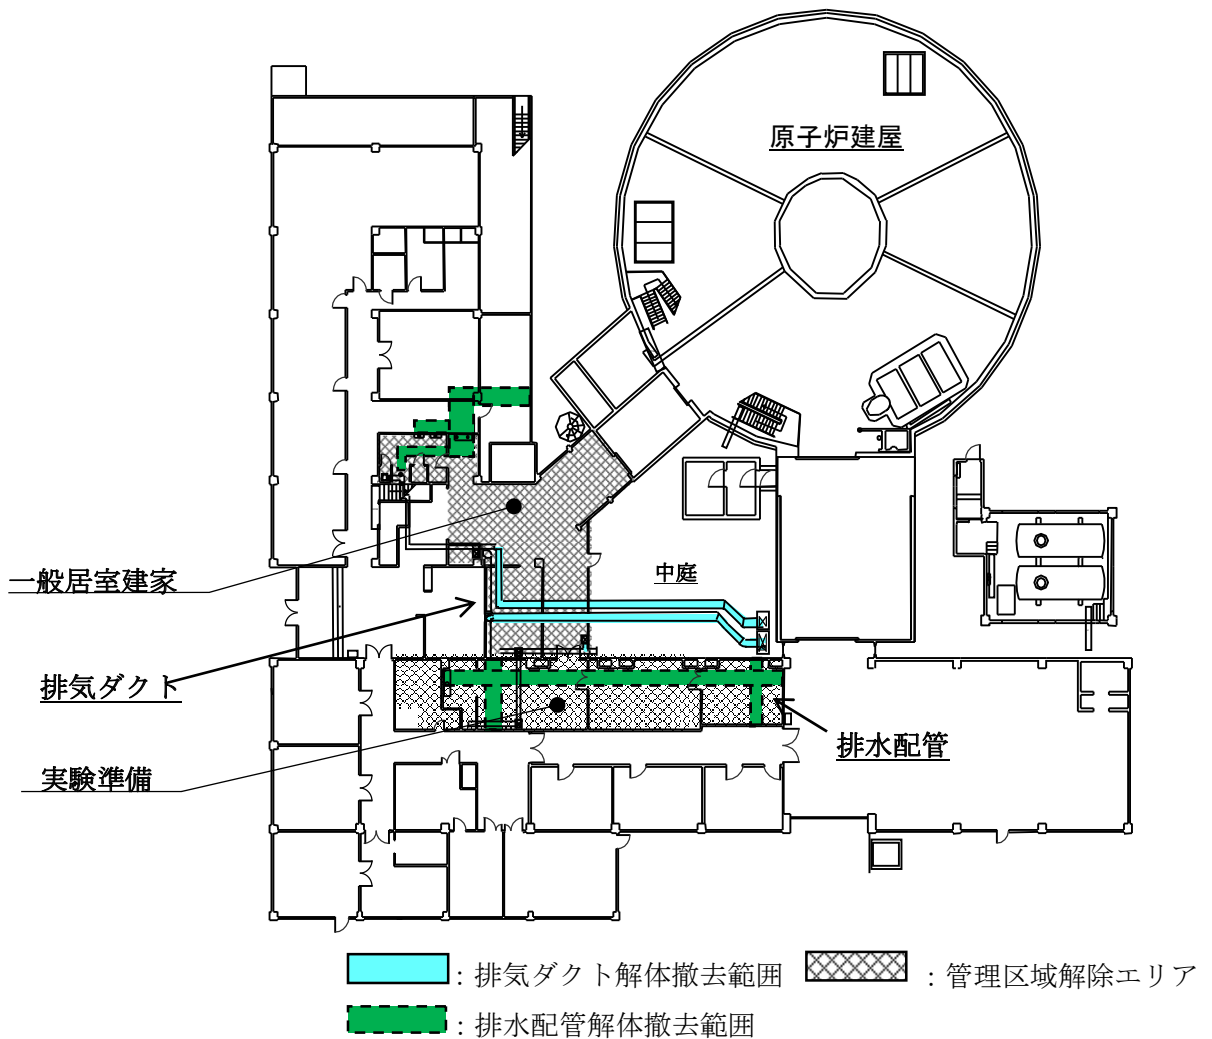 原子炉建屋
一般居室建家
中庭
排気ダクト
排水配管
実験準備
：排気ダクト解体撤去範囲
：管理区域解除エリア
：排水配管解体撤去範囲